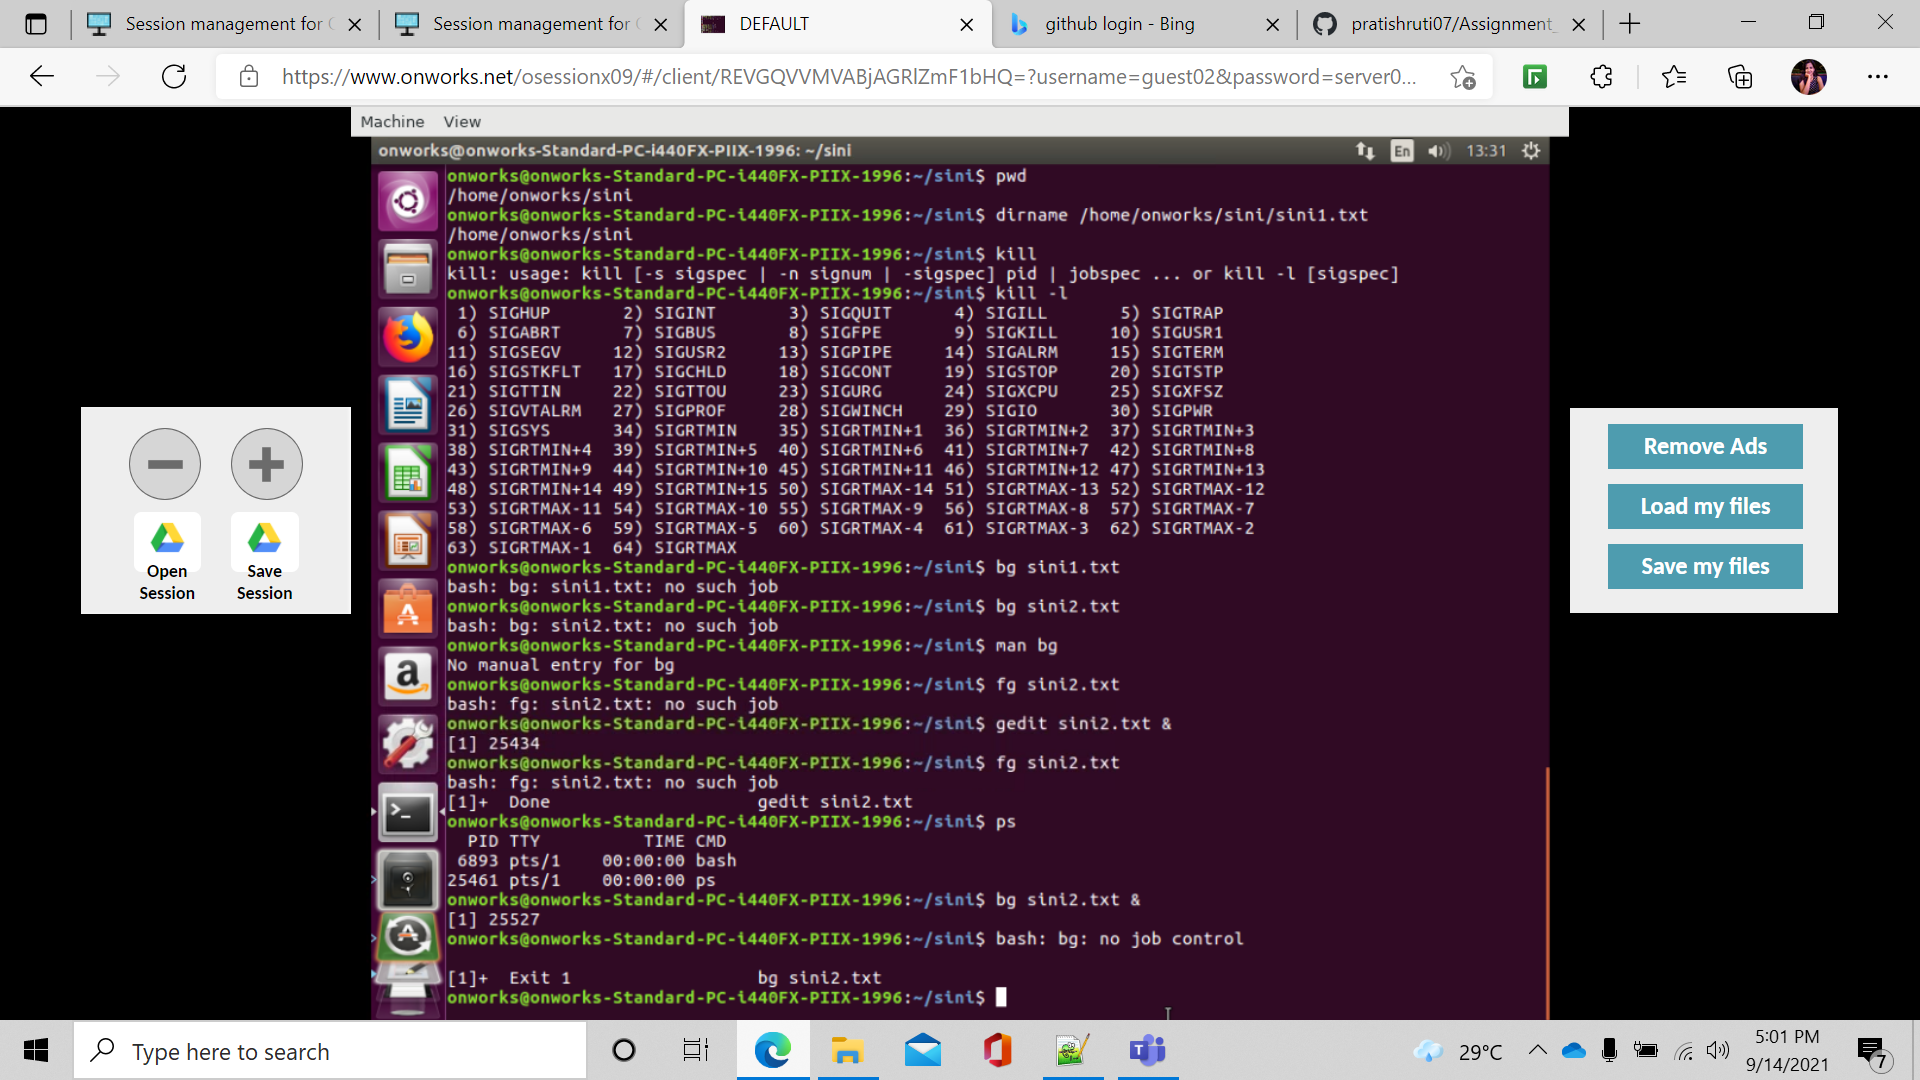 Session management for
Session management for
DEFAULT
github login - Bing
pratishruti07/Assignment_
https://www.onworks.net/osessionx09/#/client/REVGQVVMVABjAGRlZmF1bHQ=?username=guest02&password=server0...
Machine View
onworks@onworks-Standard-PC-i440FX-PIIX-1996: ~/sini
En
13:31
onworks@onworks-Standard-PC-i440FX-PIIX-1996:~/sini$ pwd
/home/onworks/sini
onworks@onworks-Standard-PC-i440FX-PIIX-1996:~/sini$ dirname /home/onworks/sini/sini1.txt
/home/onworks/sini
onworks@onworks-Standard-PC-i440FX-PIIX-1996:~/sini$ kill
kill: usage: kill [-s sigspec | -n signum | -sigspec] pid | jobspec ... or kill -l [sigspec]
onworks@onworks-Standard-PC-i440FX-PIIX-1996:~/sini$ kill -l
1) SIGHUP 2) SIGINT 3) SIGQUIT 4) SIGILL 5) SIGTRAP
6) SIGABRT 7) SIGBUS 8) SIGFPE 9) SIGKILL 10) SIGUSR1
11) SIGSEGV 12) SIGUSR2 13) SIGPIPE 14) SIGALRM 15) SIGTERM
16) SIGSTKFLT 17) SIGCHLD 18) SIGCONT 19) SIGSTOP 20) SIGTSTP
21) SIGTTIN 22) SIGTTOU 23) SIGURG 24) SIGXCPU 25) SIGXFSZ
26) SIGVTALRM 27) SIGPROF 28) SIGWINCH 29) SIGIO 30) SIGPWR
31) SIGSYS 34) SIGRTMIN 35) SIGRTMIN+1 36) SIGRTMIN+2 37) SIGRTMIN+3
38) SIGRTMIN+4 39) SIGRTMIN+5 40) SIGRTMIN+6 41) SIGRTMIN+7 42) SIGRTMIN+8
43) SIGRTMIN+9 44) SIGRTMIN+10 45) SIGRTMIN+11 46) SIGRTMIN+12 47) SIGRTMIN+13
48) SIGRTMIN+14 49) SIGRTMIN+15 50) SIGRTMAX-14 51) SIGRTMAX-13 52) SIGRTMAX-12
53) SIGRTMAX-11 54) SIGRTMAX-10 55) SIGRTMAX-9 56) SIGRTMAX-8 57) SIGRTMAX-7
58) SIGRTMAX-6 59) SIGRTMAX-5 60) SIGRTMAX-4 61) SIGRTMAX-3 62) SIGRTMAX-2
63) SIGRTMAX-1 64) SIGRTMAX
onworks@onworks-Standard-PC-i440FX-PIIX-1996:~/sini$ bg sini1.txt
bash: bg: sini1.txt: no such job
onworks@onworks-Standard-PC-i440FX-PIIX-1996:~/sini$ bg sini2.txt
bash: bg: sini2.txt: no such job
onworks@onworks-Standard-PC-i440FX-PIIX-1996:~/sini$ man bg
No manual entry for bg
onworks@onworks-Standard-PC-i440FX-PIIX-1996:~/sini$ fg sini2.txt
bash: fg: sini2.txt: no such job
onworks@onworks-Standard-PC-i440FX-PIIX-1996:~/sini$ gedit sini2.txt &
[1] 25434
onworks@onworks-Standard-PC-i440FX-PIIX-1996:~/sini$ fg sini2.txt
bash: fg: sini2.txt: no such job
[1]+ Done gedit sini2.txt
onworks@onworks-Standard-PC-i440FX-PIIX-1996:~/sini$ ps
PID TTY TIME CMD
6893 pts/1 00:00:00 bash
25461 pts/1 00:00:00 ps
onworks@onworks-Standard-PC-i440FX-PIIX-1996:~/sini$ bg sini2.txt &
[1] 25527
onworks@onworks-Standard-PC-i440FX-PIIX-1996:~/sini$ bash: bg: no job control
[1]+ Exit 1 bg sini2.txt
onworks@onworks-Standard-PC-i440FX-PIIX-1996:~/sini$
Open Session
Save Session
Remove Ads
Load my files
Save my files
Type here to search
29°C
5:01 PM
9/14/2021
7